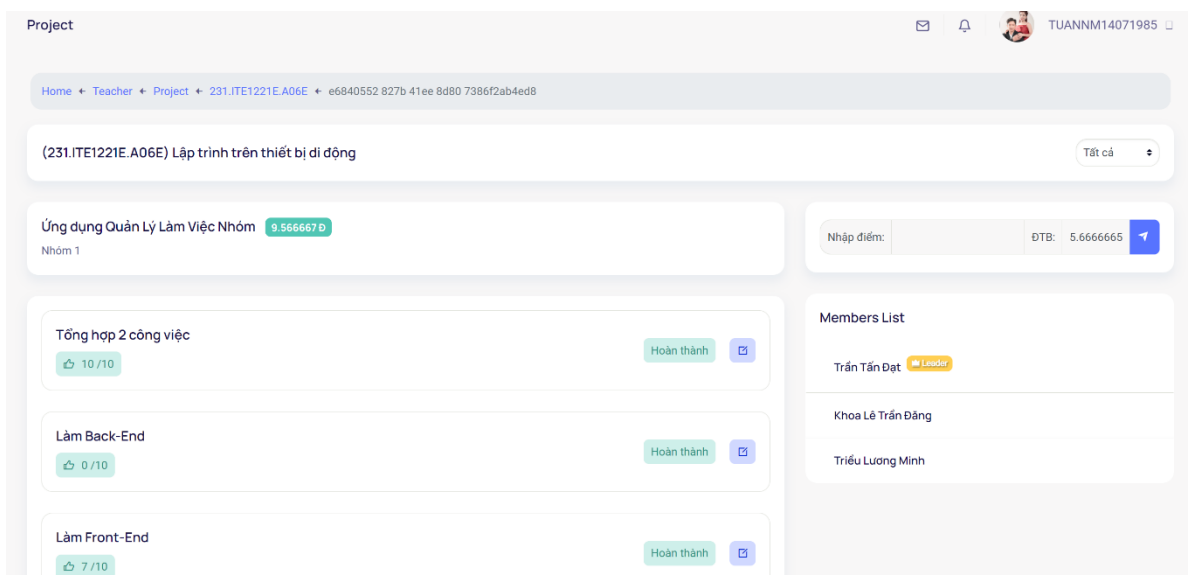 Project
TUANNM14071985
Home Teacher Project 231.ITE1221E.A06E e6840552 827b 41ee 8d80 7386f2ab4ed8
(231.ITE1221E.A06E) Lập trình trên thiết bị di động
Tất cả
Ứng dụng Quản Lý Làm Việc Nhóm 9.566667 Đ
Nhóm 1
Nhập điểm: ĐTB: 5.6666665
Tổng hợp 2 công việc
10 /10
Hoàn thành
Làm Back-End
0 /10
Hoàn thành
Làm Front-End
7 /10
Hoàn thành
Members List
Trần Tấn Đạt Leader
Khoa Lê Trần Đăng
Triều Lương Minh